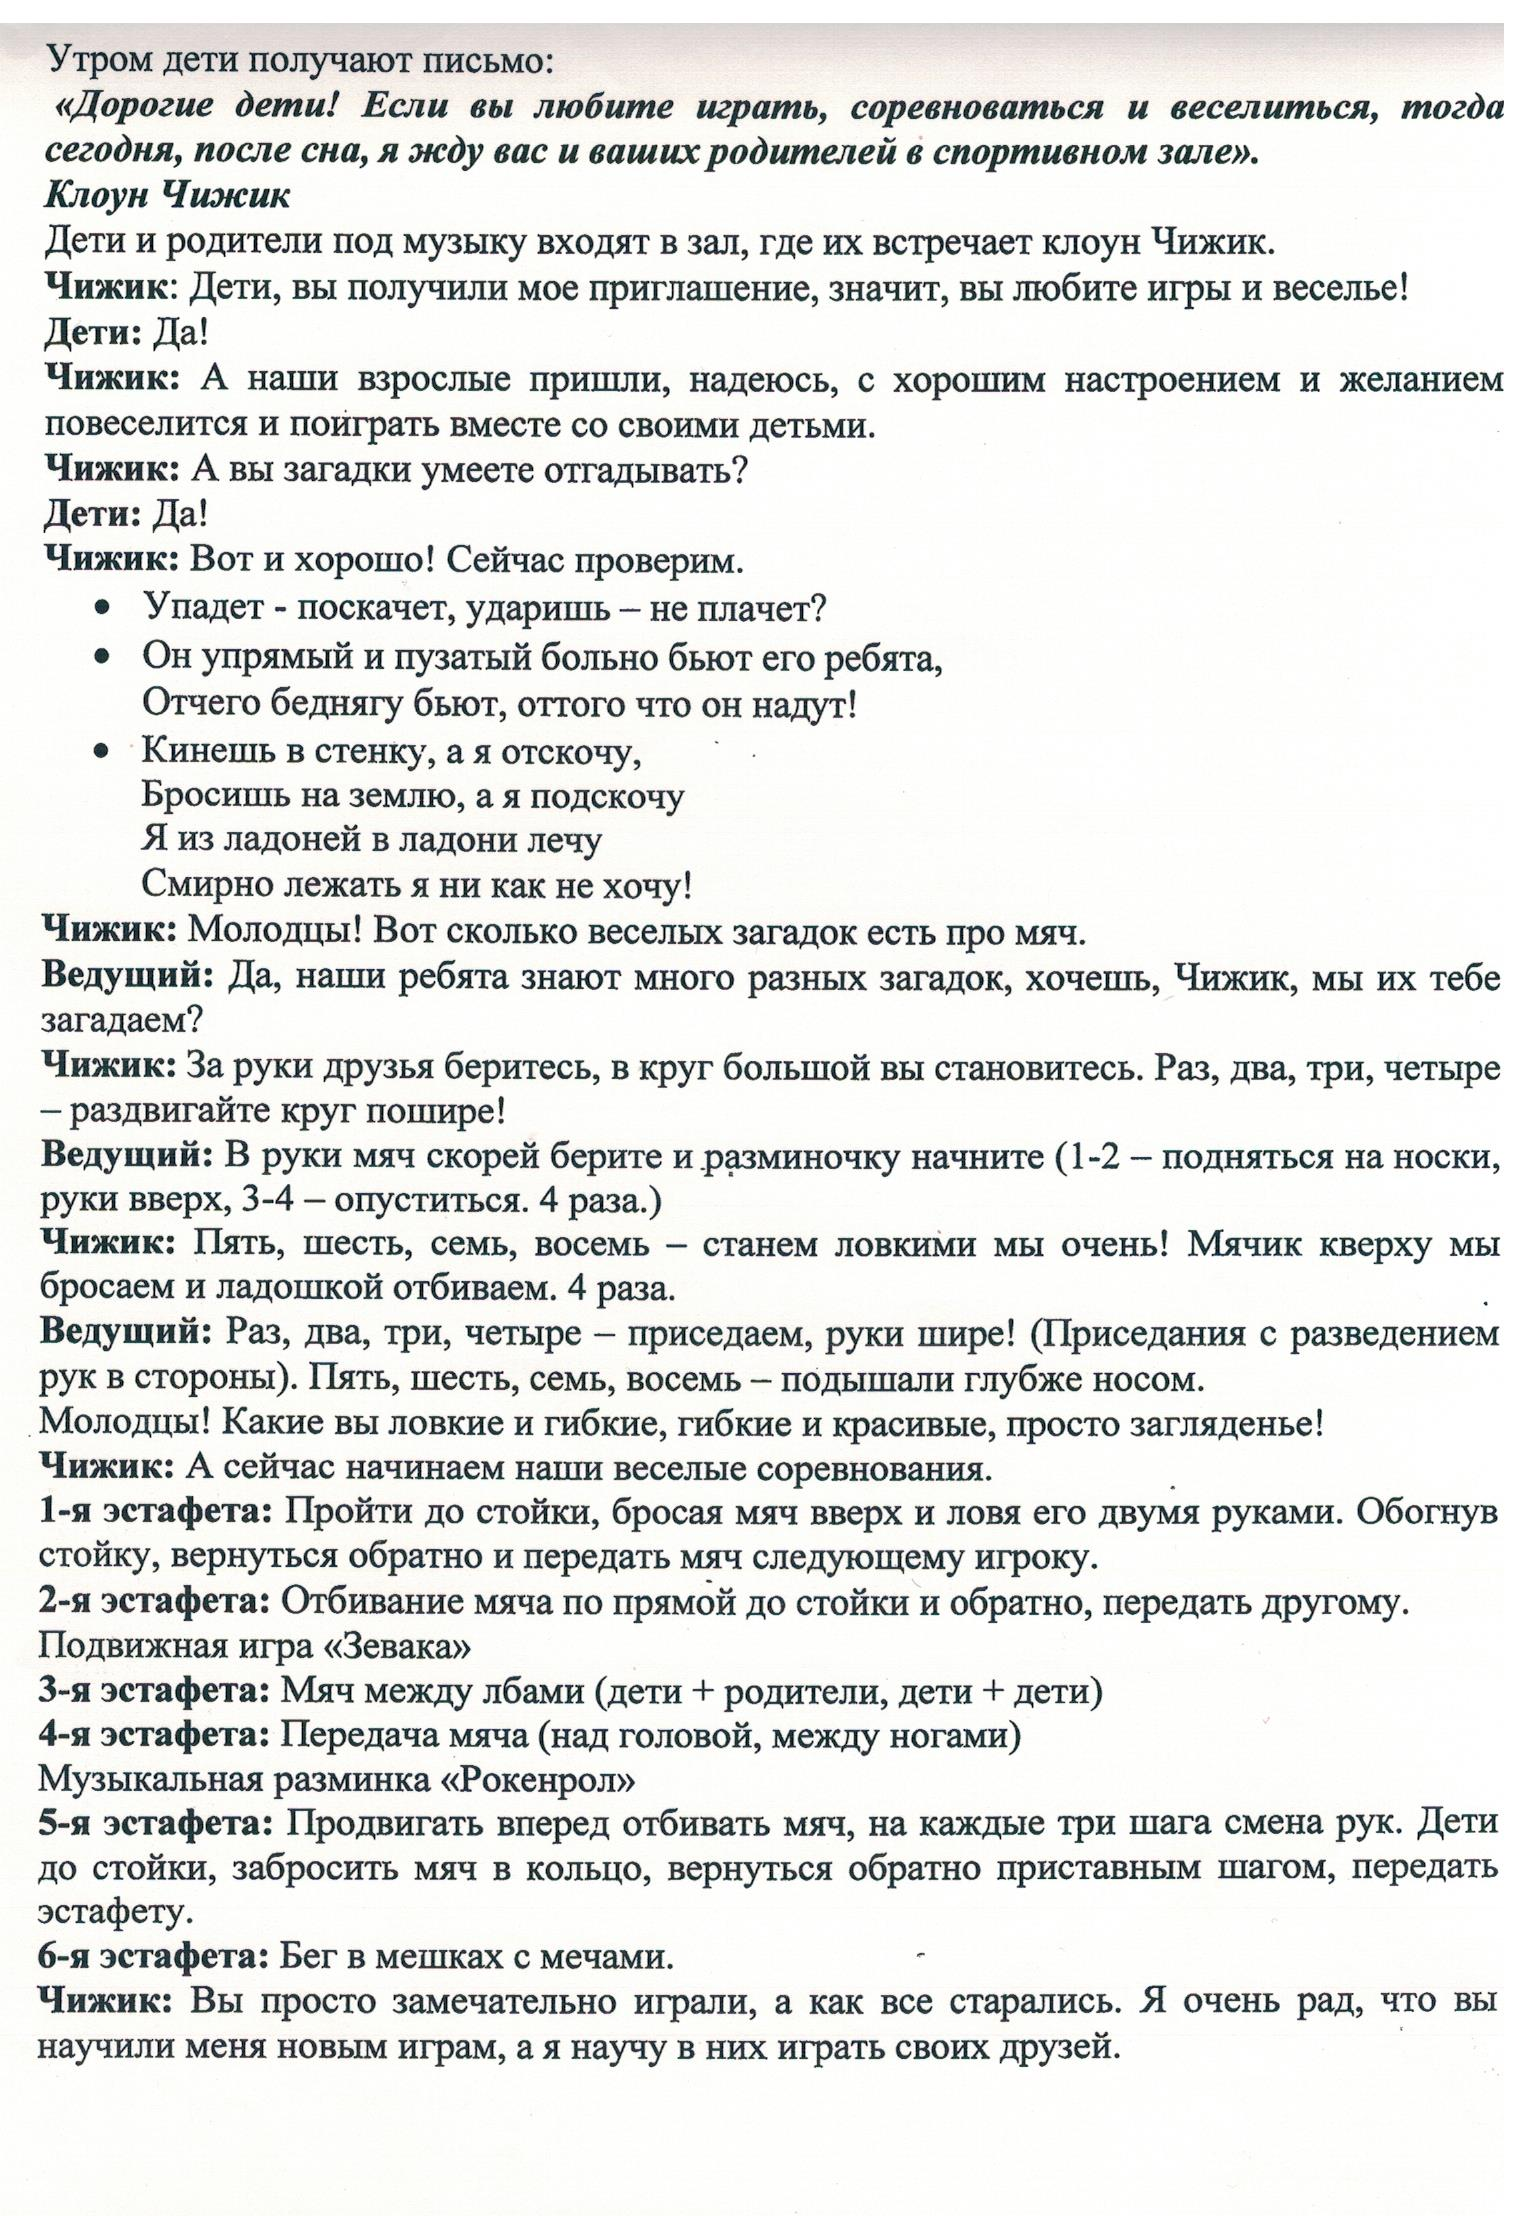 Утром дети получают письмо:
«Дорогие дети! Если вы любите играть, соревноваться и веселиться, тогда
сегодня, после сна, я жду вас и ваших родителей в спортивном зале».
Клоун Чижик
Дети и родители под музыку входят в зал, где их встречает клоун Чижик.
Чижик: Дети, вы получили мое приглашение, значит, вы любите игры и веселье!
Дети: Да!
Чижик: А наши взрослые пришли, надеюсь, с хорошим настроением и желанием
повеселится и поиграть вместе со своими детьми.
Чижик: А вы загадки умеете отгадывать?
Дети: Да!
Чижик: Вот и хорошо! Сейчас проверим.
• Упадет - поскачет, ударишь – не плачет?
• Он упрямый и пузатый больно бьют его ребята,
Отчего беднягу бьют, оттого что он надут!
• Кинешь в стенку, а я отскочу,
Бросишь на землю, а я подскочу
Я из ладоней в ладони лечу
Смирно лежать я ни как не хочу!
Чижик: Молодцы! Вот сколько веселых загадок есть про мяч.
Ведущий: Да, наши ребята знают много разных загадок, хочешь, Чижик, мы их тебе
загадаем?
Чижик: За руки друзья беритесь, в круг большой вы становитесь. Раз, два, три, четыре
– раздвигайте круг пошире!
Ведущий: В руки мяч скорей берите и разминочку начните (1-2 – подняться на носки,
руки вверх, 3-4 – опуститься. 4 раза.)
Чижик: Пять, шесть, семь, восемь – станем ловкими мы очень! Мячик кверху мы
бросаем и ладошкой отбиваем. 4 раза.
Ведущий: Раз, два, три, четыре – приседаем, руки шире! (Приседания с разведением
рук в стороны). Пять, шесть, семь, восемь – подышали глубже носом.
Молодцы! Какие вы ловкие и гибкие, гибкие и красивые, просто загляденье!
Чижик: А сейчас начинаем наши веселые соревнования.
1-я эстафета: Пройти до стойки, бросая мяч вверх и ловя его двумя руками. Обогнув
стойку, вернуться обратно и передать мяч следующему игроку.
2-я эстафета: Отбивание мяча по прямой до стойки и обратно, передать другому.
Подвижная игра «Зевака»
3-я эстафета: Мяч между лбами (дети + родители, дети + дети)
4-я эстафета: Передача мяча (над головой, между ногами)
Музыкальная разминка «Рокенрол»
5-я эстафета: Продвигать вперед отбивать мяч, на каждые три шага смена рук. Дети
до стойки, забросить мяч в кольцо, вернуться обратно приставным шагом, передать
эстафету.
6-я эстафета: Бег в мешках с мечами.
Чижик: Вы просто замечательно играли, а как все старались. Я очень рад, что вы
научили меня новым играм, а я научу в них играть своих друзей.